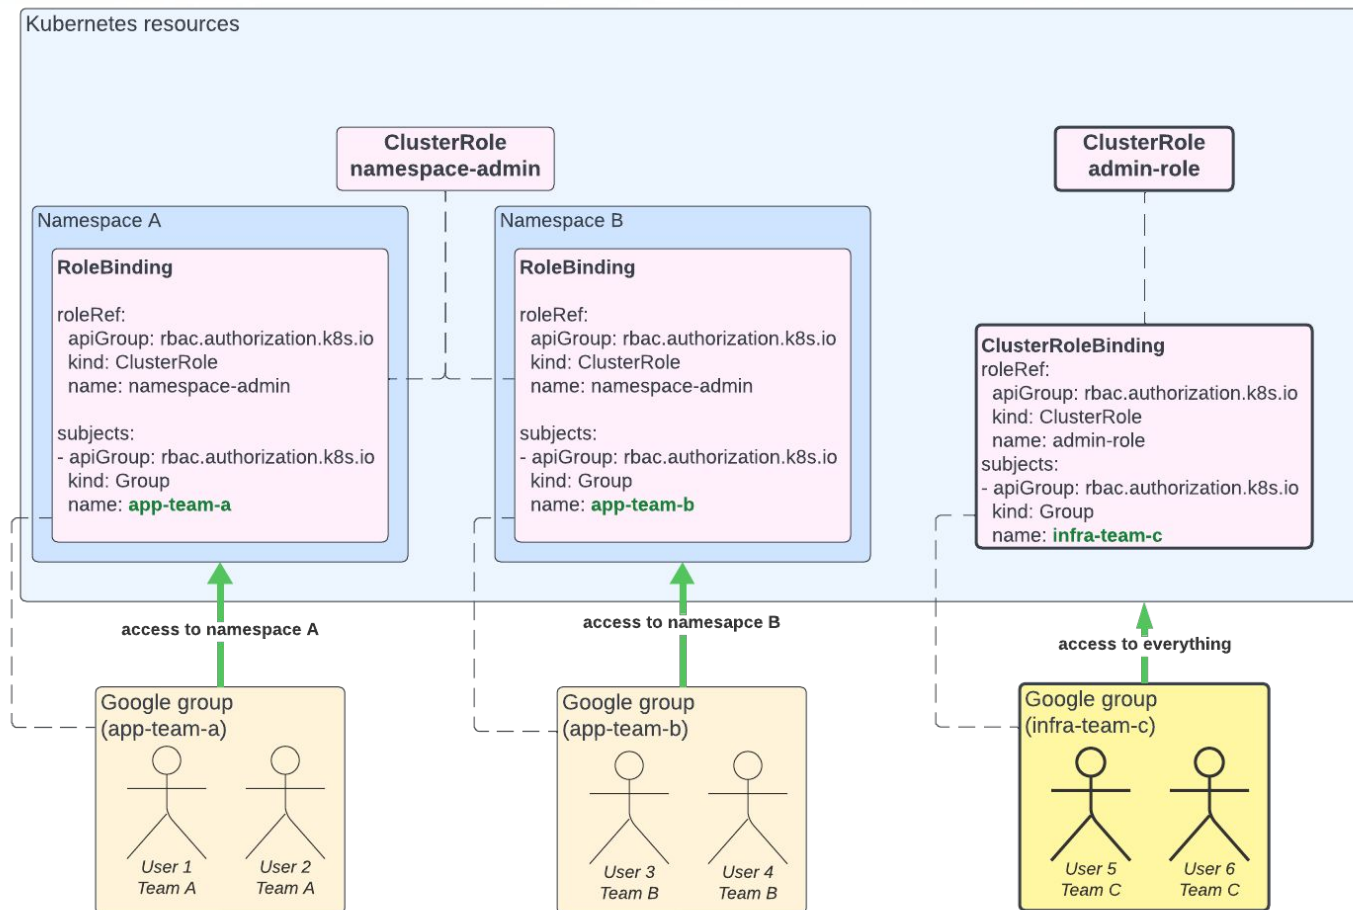 Kubernetes resources
ClusterRole
namespace-admin
ClusterRole
admin-role
Namespace A
RoleBinding
roleRef:
apiGroup: rbac.authorization.k8s.io
kind: ClusterRole
name: namespace-admin
subjects:
- apiGroup: rbac.authorization.k8s.io
kind: Group
name: app-team-a
Namespace B
RoleBinding
roleRef:
apiGroup: rbac.authorization.k8s.io
kind: ClusterRole
name: namespace-admin
subjects:
- apiGroup: rbac.authorization.k8s.io
kind: Group
name: app-team-b
ClusterRoleBinding
roleRef:
apiGroup: rbac.authorization.k8s.io
kind: ClusterRole
name: admin-role
subjects:
- apiGroup: rbac.authorization.k8s.io
kind: Group
name: infra-team-c
access to namespace A
access to namesapce B
access to everything
Google group
(app-team-a)
User 1
Team A
User 2
Team A
Google group
(app-team-b)
User 3
Team B
User 4
Team B
Google group
(infra-team-c)
User 5
Team C
User 6
Team C